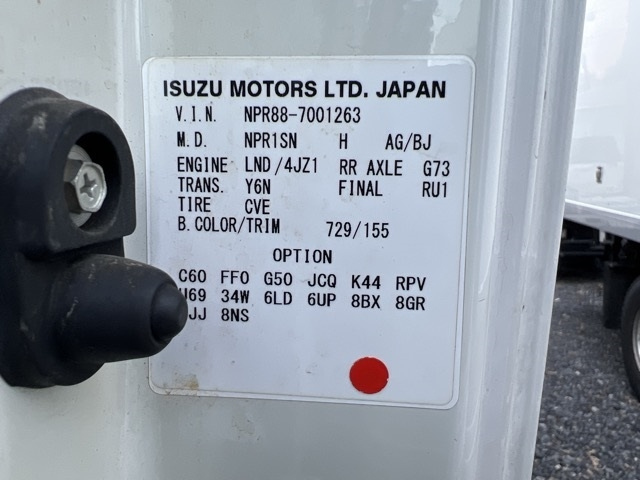 ISUZU MOTORS LTD. JAPAN
V.I.N. NPR88-7001263
M.D. NPR1SN H AG/BJ
ENGINE LND/4JZ1 RR AXLE G73
TRANS. Y6N FINAL RU1
TIRE CVE
B.COLOR/TRIM 729/155
OPTION
C60 FF0 G50 JCQ K44 RPV
34W 6LD 6UP 8BX 8GR
8NS